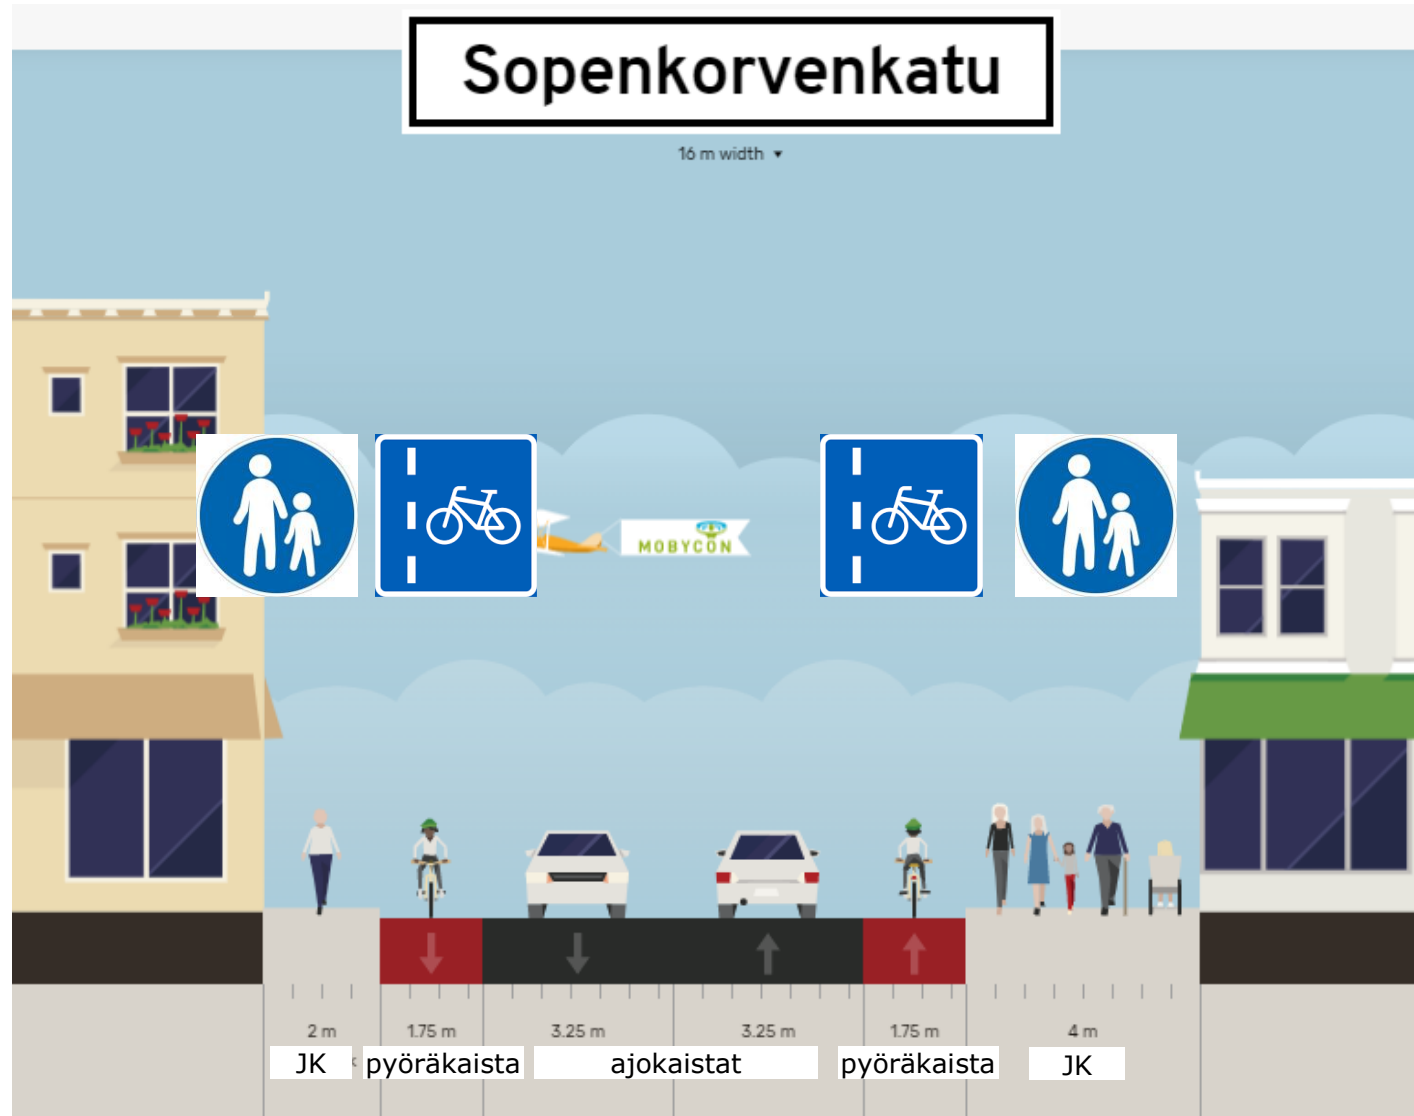 Sopenkorvenkatu
16 m width
MOBYCON
2 m
1.75 m
3.25 m
3.25 m
1.75 m
4 m
JK
pyöräkaista
ajokaistat
pyöräkaista
JK